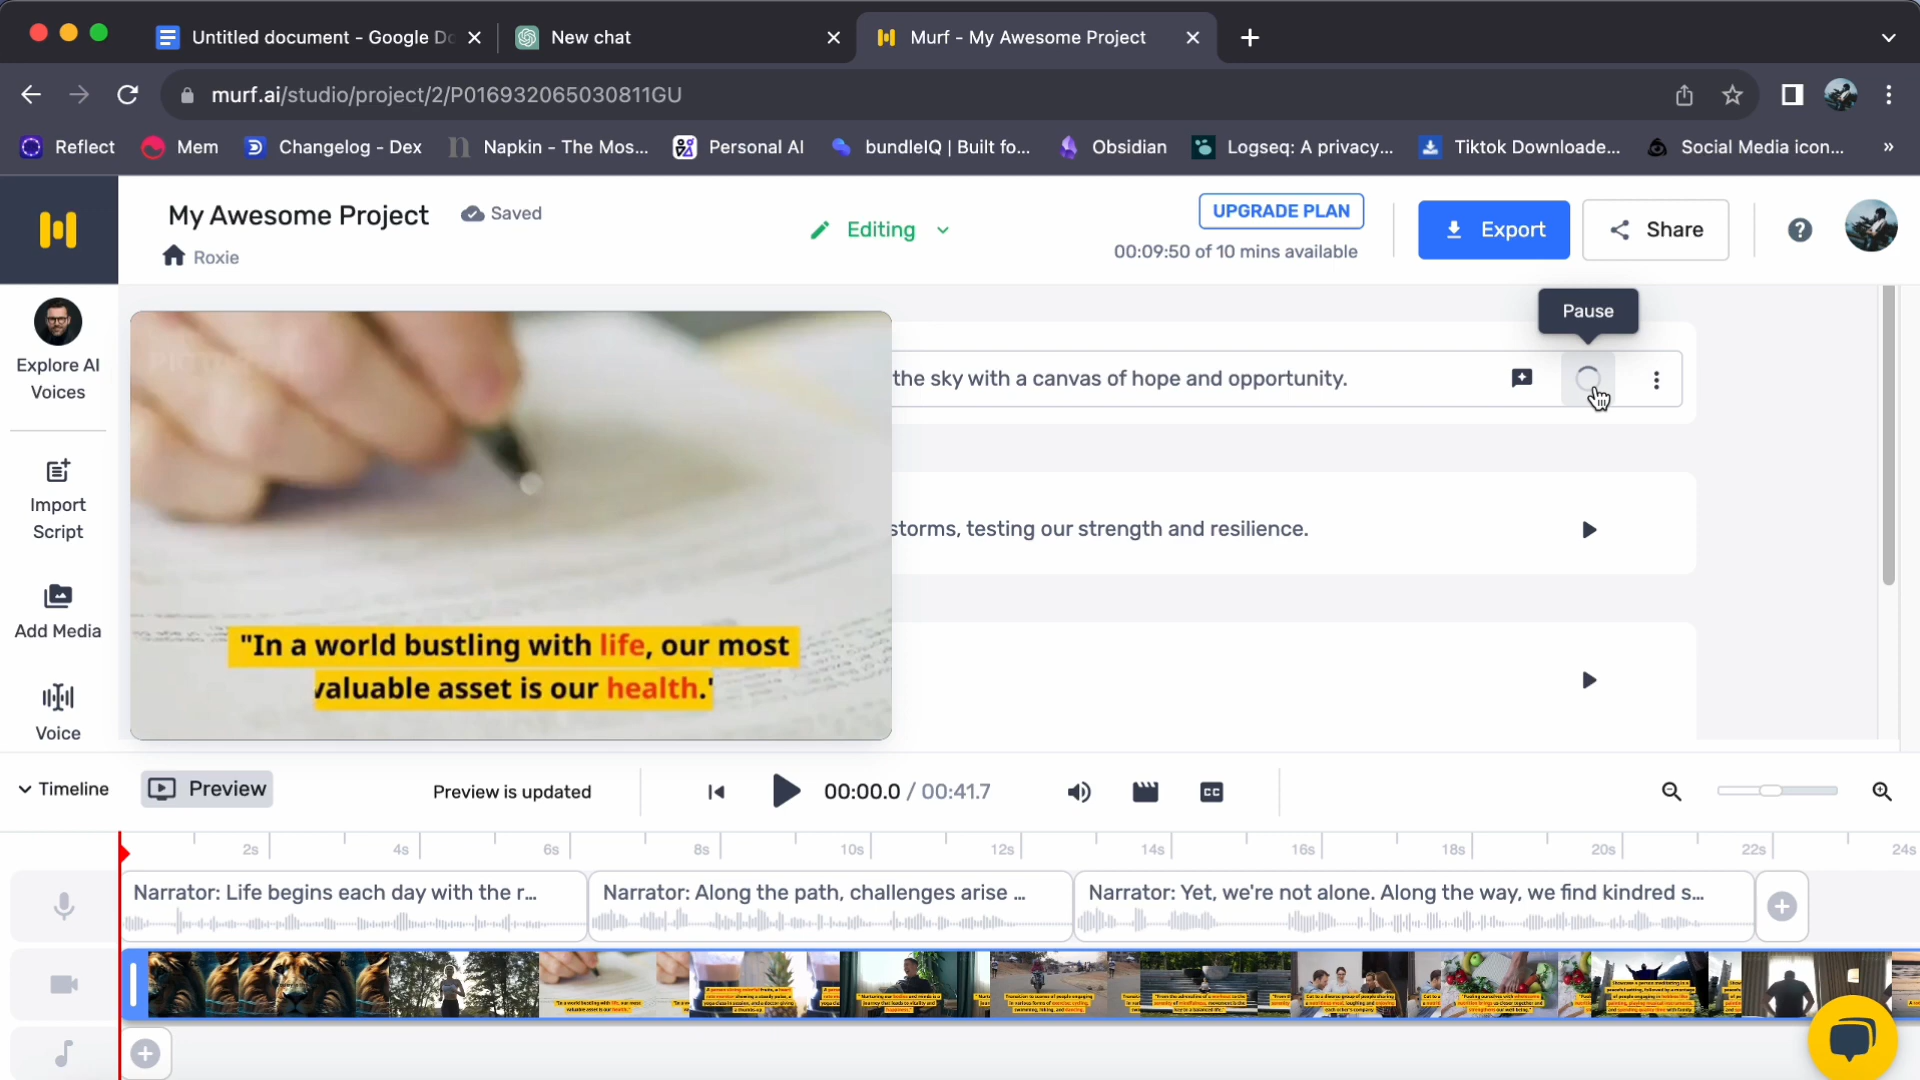 Untitled document - Google Do
New chat
Murf - My Awesome Project
murf.ai/studio/project/2/P016932065030811GU
Reflect
Mem
Changelog - Dex
Napkin - The Mos...
Personal AI
bundleIQ | Built fo...
Obsidian
Logseq: A privacy...
Tiktok Downloade...
Social Media icon...
»
My Awesome Project
Saved
Roxie
Editing
UPGRADE PLAN
00:09:50 of 10 mins available
Export
Share
Explore AI
Voices
Import
Script
Add Media
Voice
Pause
the sky with a canvas of hope and opportunity.
storms, testing our strength and resilience.
"In a world bustling with life, our most
valuable asset is our health."
Timeline
Preview
Preview is updated
00:00.0 / 00:41.7
CC
2s
4s
6s
8s
10s
12s
14s
16s
18s
20s
22s
24s
Narrator: Life begins each day with the r...
Narrator: Along the path, challenges arise ...
Narrator: Yet, we're not alone. Along the way, we find kindred s...